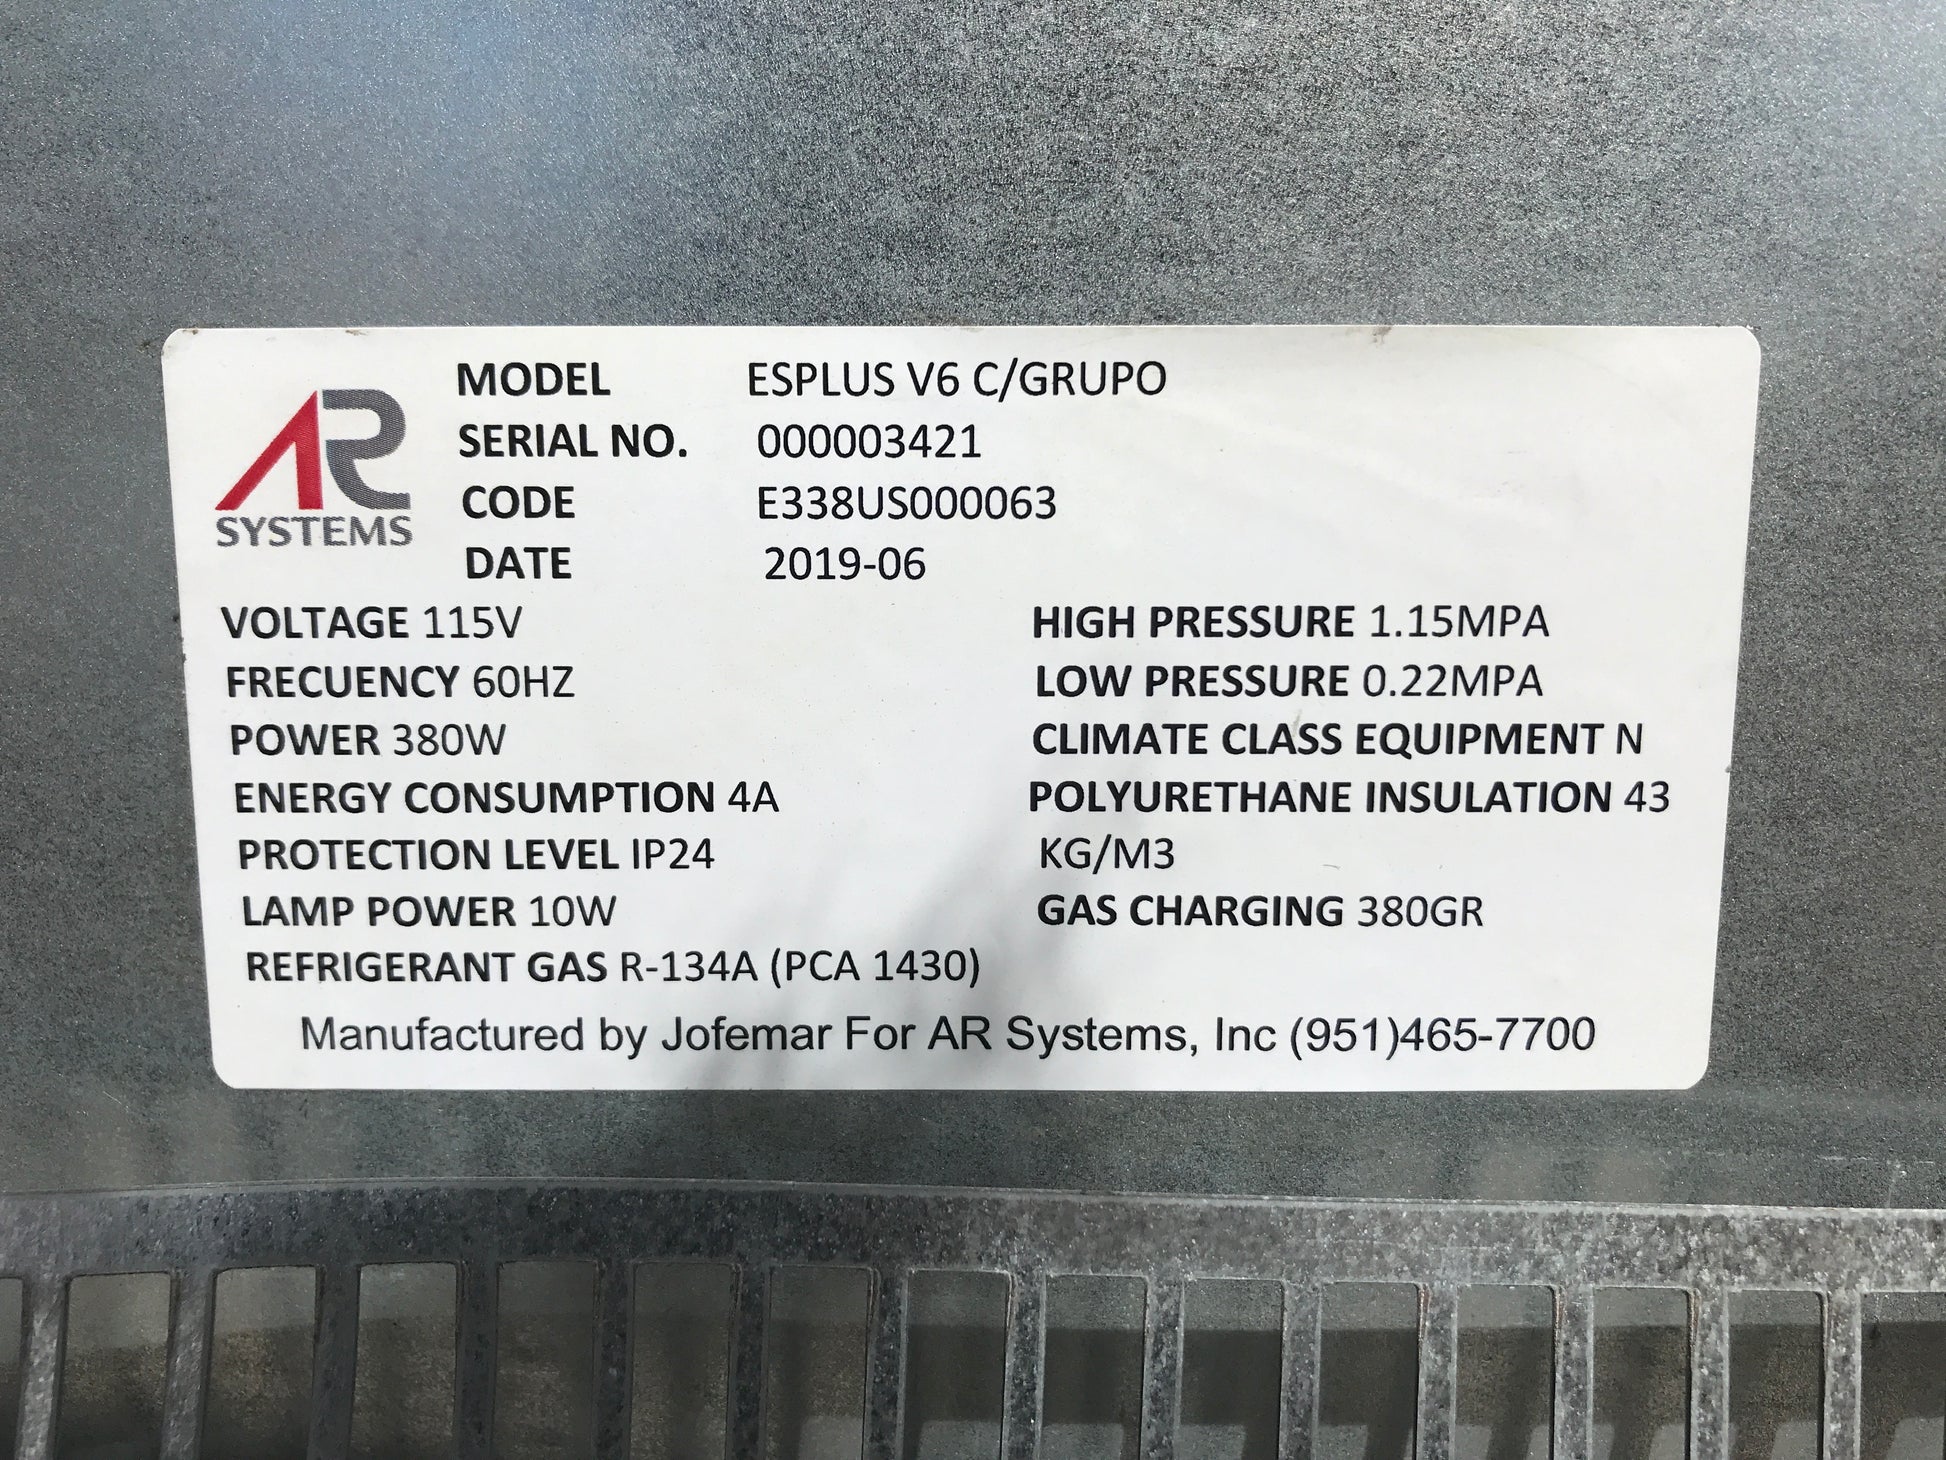 AR
SYSTEMS
MODEL ESPLUS V6 C/GRUPO
SERIAL NO. 000003421
CODE E338US000063
DATE 2019-06
VOLTAGE 115V
FRECUENCY 60HZ
POWER 380W
ENERGY CONSUMPTION 4A
PROTECTION LEVEL IP24
LAMP POWER 10W
REFRIGERANT GAS R-134A (PCA 1430)
HIGH PRESSURE 1.15MPA
LOW PRESSURE 0.22MPA
CLIMATE CLASS EQUIPMENT N
POLYURETHANE INSULATION 43
KG/M3
GAS CHARGING 380GR
Manufactured by Jofemar For AR Systems, Inc (951)465-7700